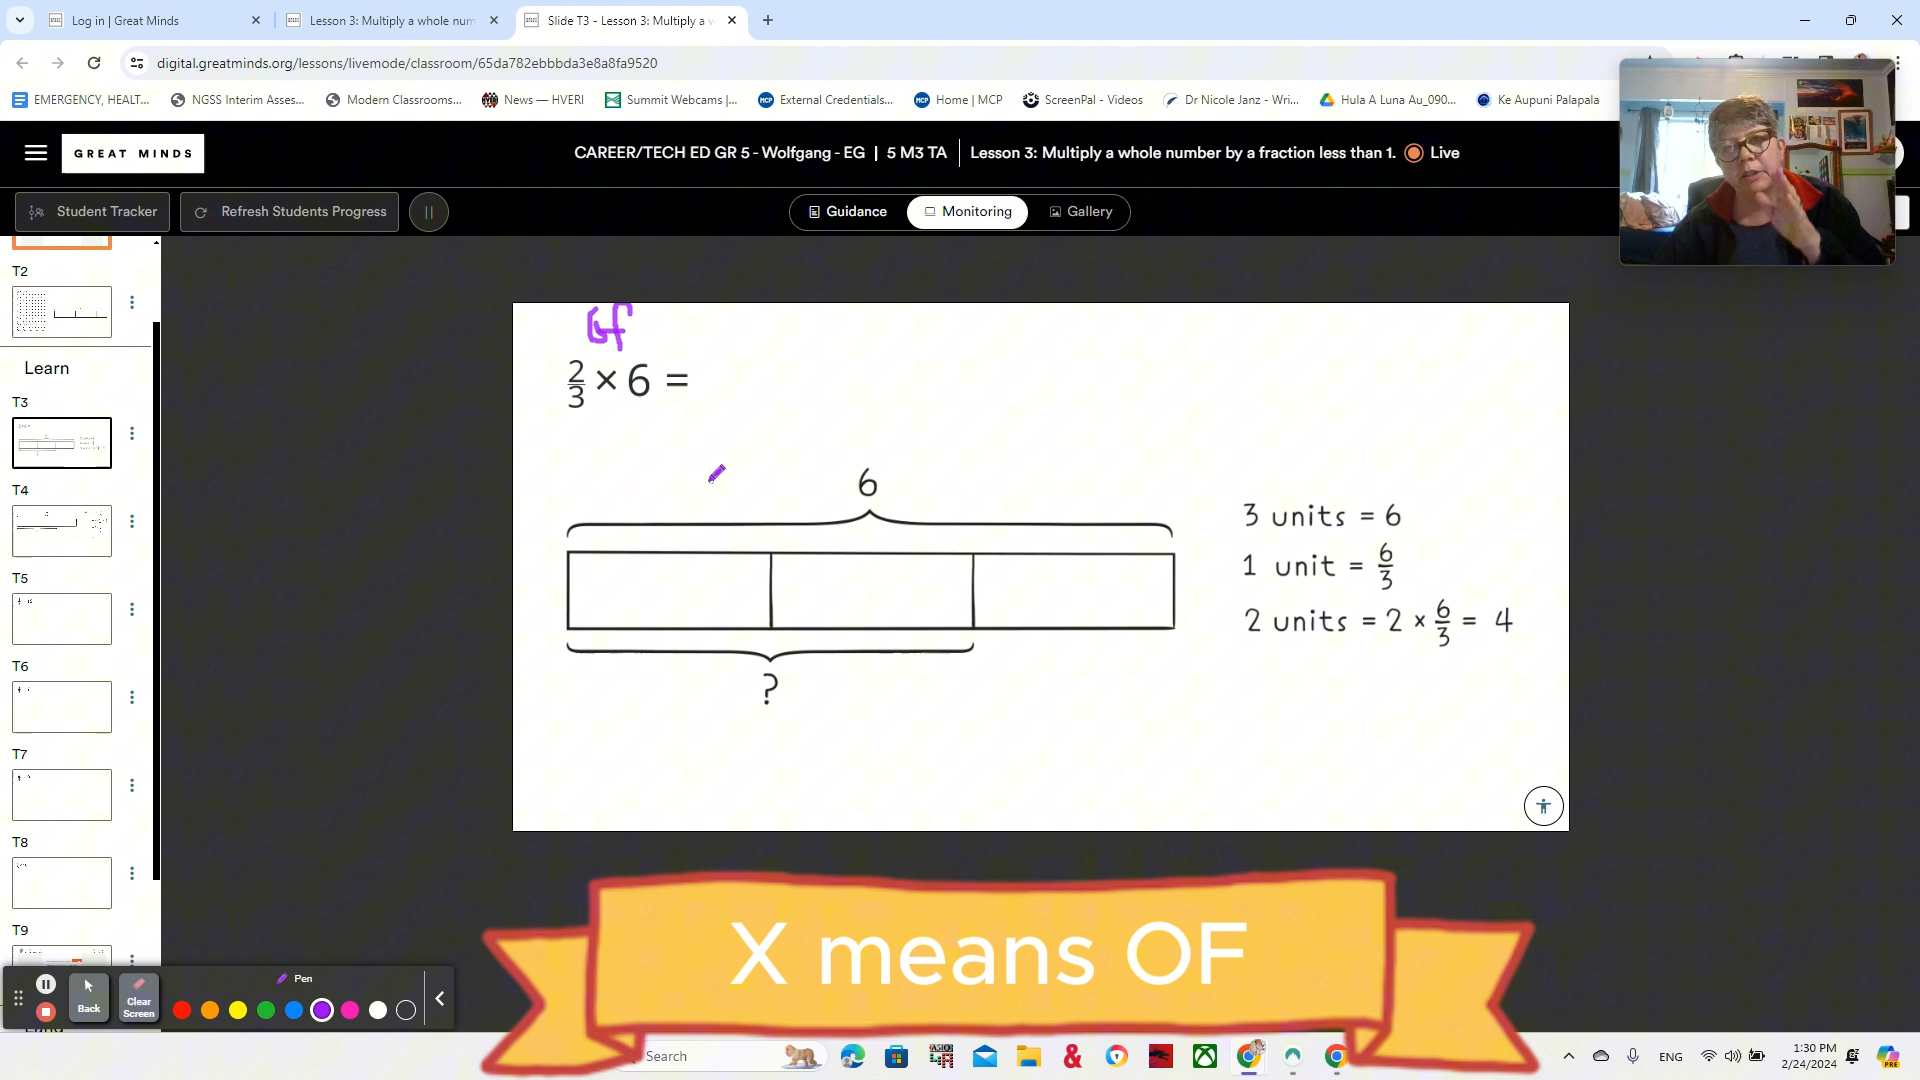 Log in | Great Minds
Lesson 3: Multiply a whole num
Slide T3 - Lesson 3: Multiply a w
digital.greatminds.org/lessons/livemode/classroom/65da782ebbbda3e8a8fa9520
EMERGENCY, HEALT...
NGSS Interim Asses...
Modern Classrooms...
News — HVERI
Summit Webcams |...
External Credentials...
Home | MCP
ScreenPal - Videos
Dr Nicole Janz - Wri...
Hula A Luna Au_090...
Ke Aupuni Palapala
GREAT MINDS
CAREER/TECH ED GR 5 - Wolfgang - EG | 5 M3 TA
Lesson 3: Multiply a whole number by a fraction less than 1.
Live
Student Tracker
Refresh Students Progress
Guidance
Monitoring
Gallery
T2
Learn
T3
T4
T5
T6
T7
T8
T9
of
2/3 × 6 =
6
?
3 units = 6
1 unit = 6/3
2 units = 2 × 6/3 = 4
X means OF
Pen
Back
Clear Screen
Search
ENG
1:30 PM
2/24/2024